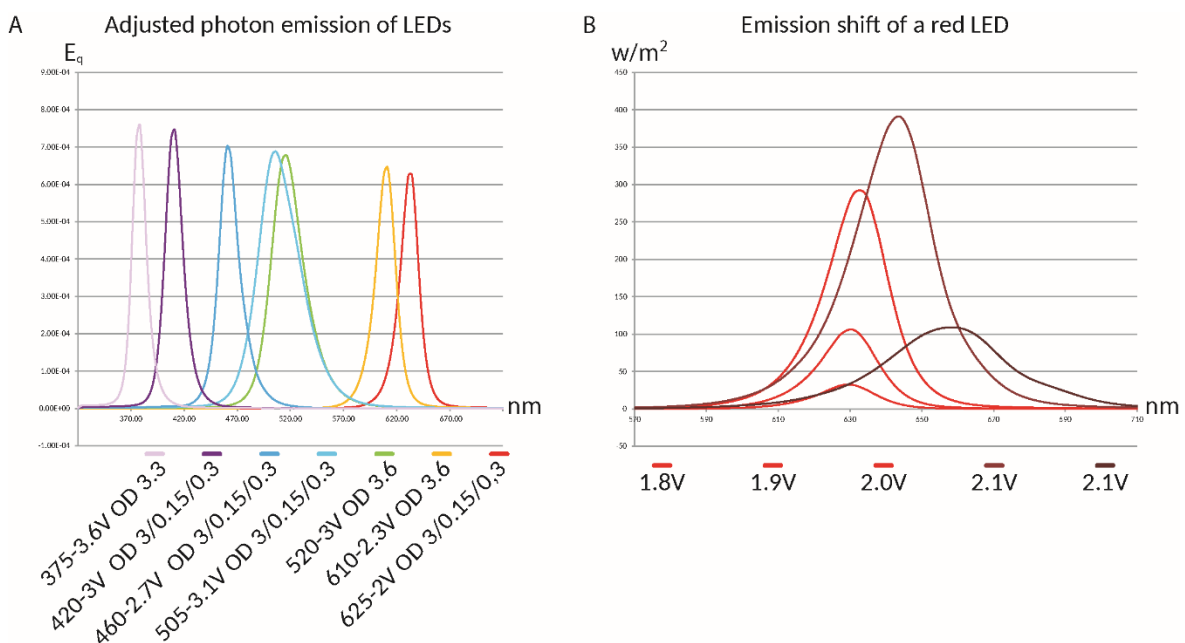 A Adjusted photon emission of LEDs
Eq
9.00E-04
8.00E-04
7.00E-04
6.00E-04
5.00E-04
4.00E-04
3.00E-04
2.00E-04
1.00E-04
0.00E+00
-1.00E-04
370.00 420.00 470.00 520.00 570.00 620.00 670.00
nm
375-3.6V OD 3.3
420-3V OD 3/0.15/0.3
460-2.7V OD 3/0.15/0.3
505-3.1V OD 3/0.15/0.3
520-3V OD 3.6
610-2.3V OD 3.6
625-2V OD 3/0.15/0,3
B Emission shift of a red LED
w/m²
450
400
350
300
250
200
150
100
50
0
-50
570 590 610 630 650 670 690 710
nm
1.8V 1.9V 2.0V 2.1V 2.1V